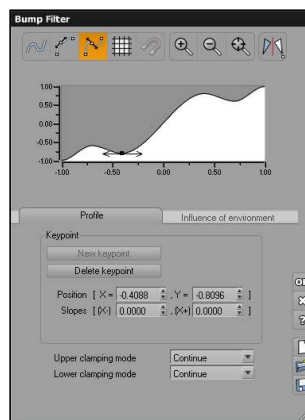 Bump Filter
1.00
0.50
0.00
-0.50
-1.00
-1.00 -0.50 0.00 0.50 1.00
Profile Influence of environment
Keypoint
New keypoint
Delete keypoint
Position [ X = -0.4088 , Y = -0.8096 ]
Slopes [(X-) 0.0000 , (X+) 0.0000 ]
Upper clamping mode Continue
Lower clamping mode Continue
?